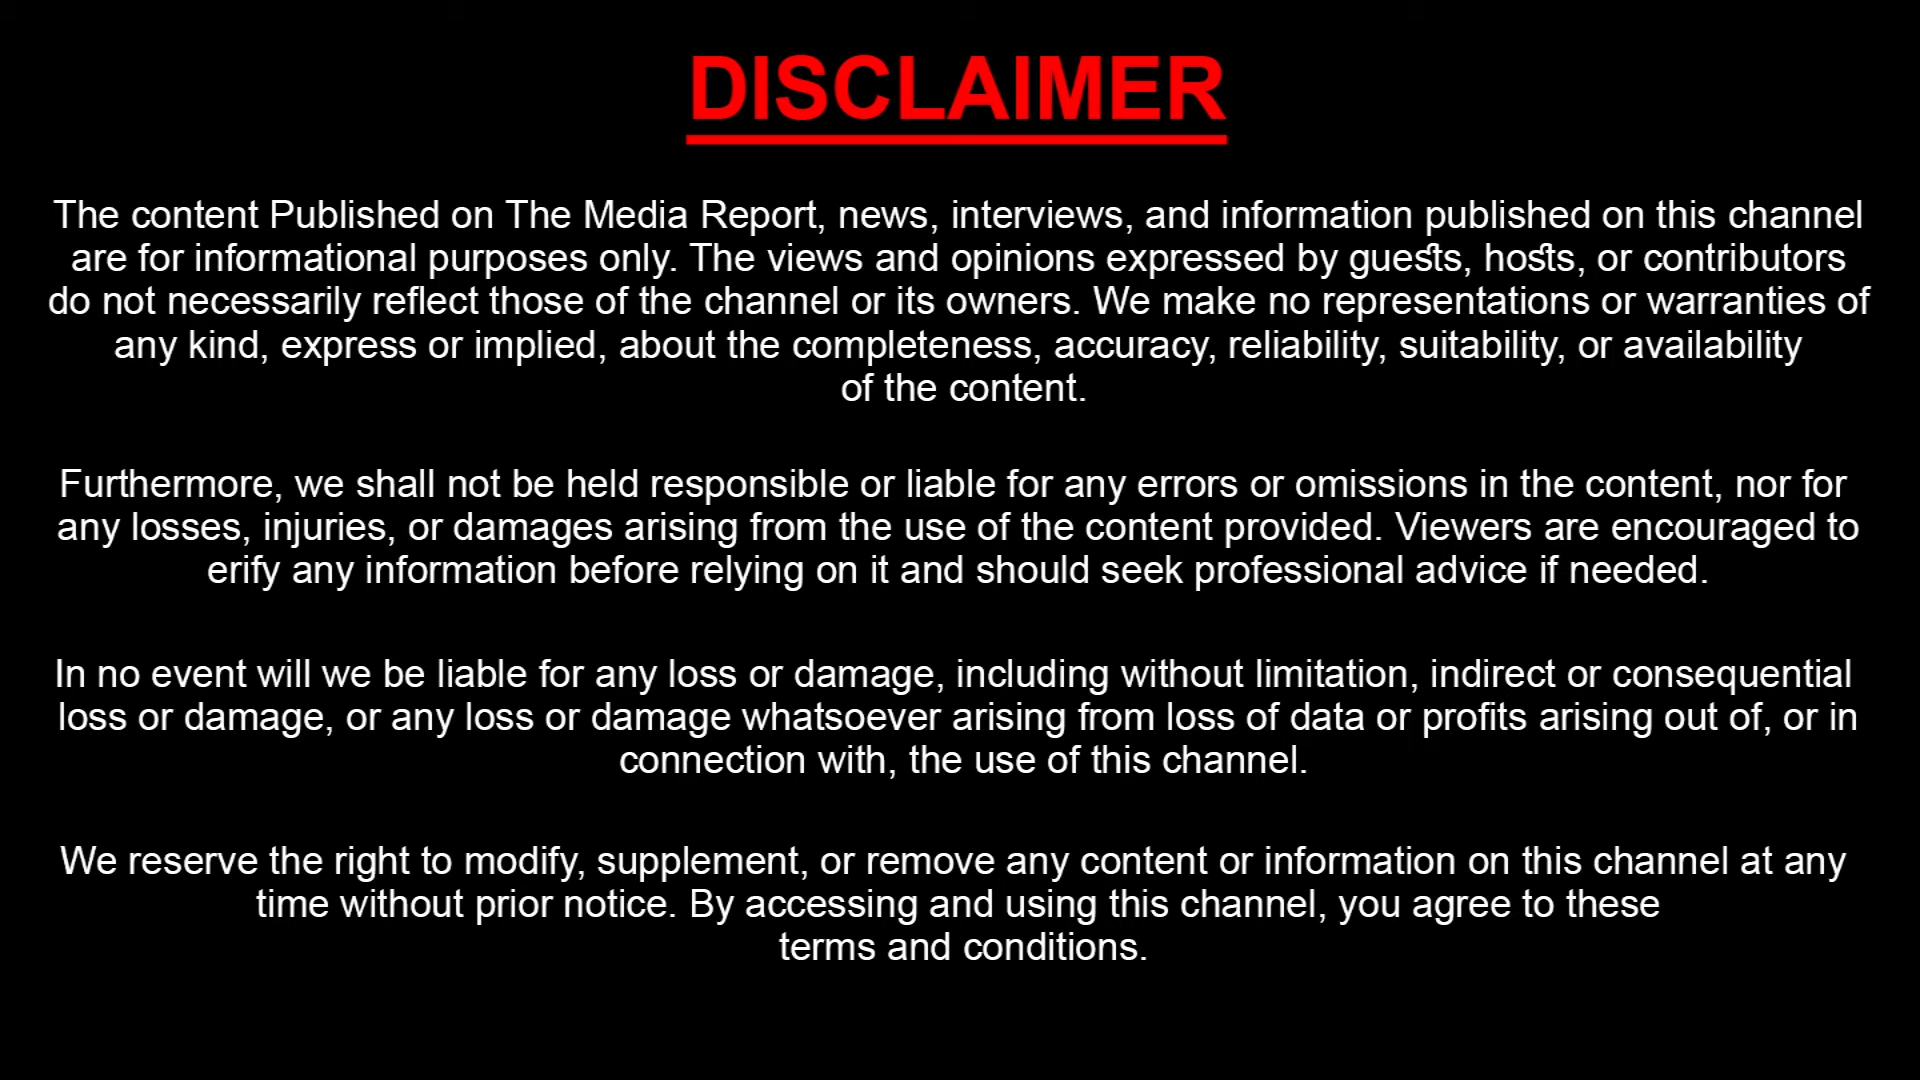 DISCLAIMER
The content Published on The Media Report, news, interviews, and information published on this channel
are for informational purposes only. The views and opinions expressed by guests, hosts, or contributors
do not necessarily reflect those of the channel or its owners. We make no representations or warranties of
any kind, express or implied, about the completeness, accuracy, reliability, suitability, or availability
of the content.
Furthermore, we shall not be held responsible or liable for any errors or omissions in the content, nor for
any losses, injuries, or damages arising from the use of the content provided. Viewers are encouraged to
erify any information before relying on it and should seek professional advice if needed.
In no event will we be liable for any loss or damage, including without limitation, indirect or consequential
loss or damage, or any loss or damage whatsoever arising from loss of data or profits arising out of, or in
connection with, the use of this channel.
We reserve the right to modify, supplement, or remove any content or information on this channel at any
time without prior notice. By accessing and using this channel, you agree to these
terms and conditions.